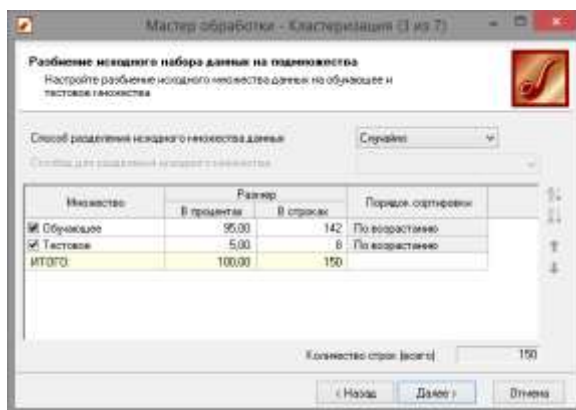 Мастер обработки - Кластеризация (3 из 7)
Разбиение исходного набора данных на подмножества
Настройте разбиение исходного множества данных на обучающее и
тестовое множества
Способ разделения исходного множества данных Случайно
Столбец для разделения исходного множества
Множество Размер Порядок сортировки
В процентах В строках
Обучающее 95,00 142 По возрастанию
Тестовое 5,00 8 По возрастанию
ИТОГО: 100,00 150
Количество строк (всего) 150
< Назад Далее > Отмена